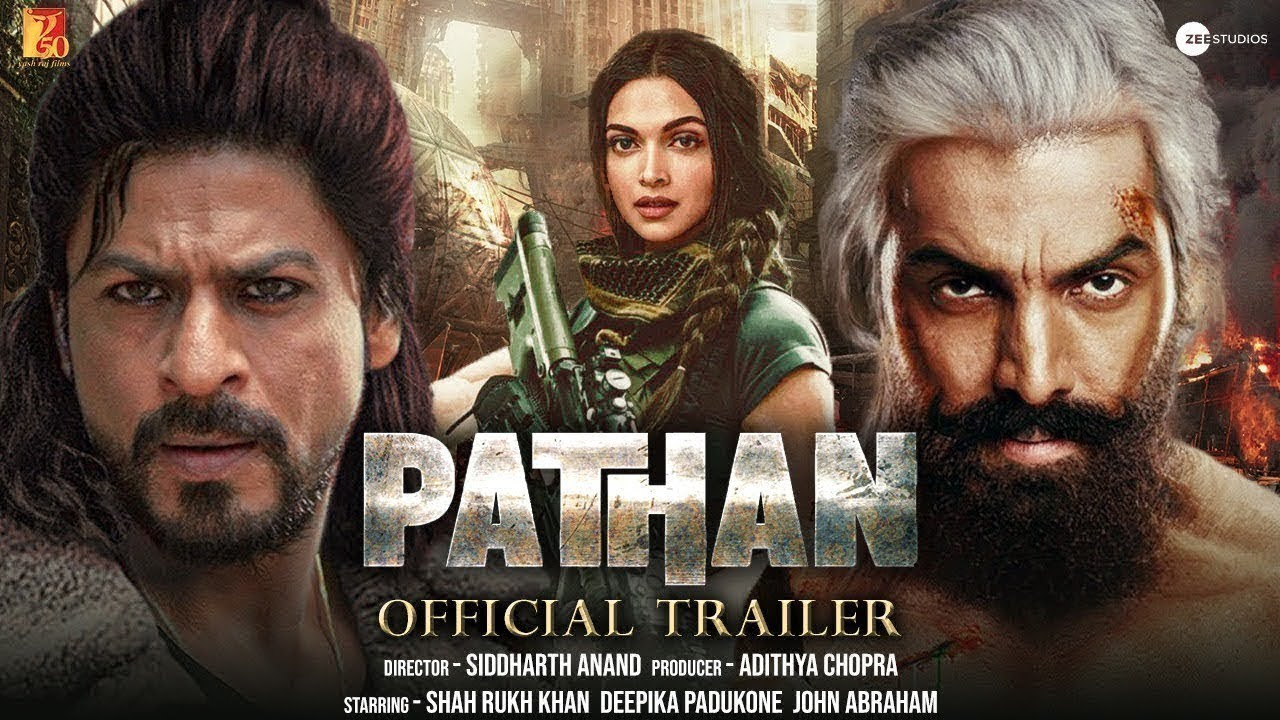 50
yash raj films
ZEE STUDIOS
PATHAN
OFFICIAL TRAILER
DIRECTOR - SIDDHARTH ANAND PRODUCER - ADITHYA CHOPRA
STARRING - SHAH RUKH KHAN DEEPIKA PADUKONE JOHN ABRAHAM